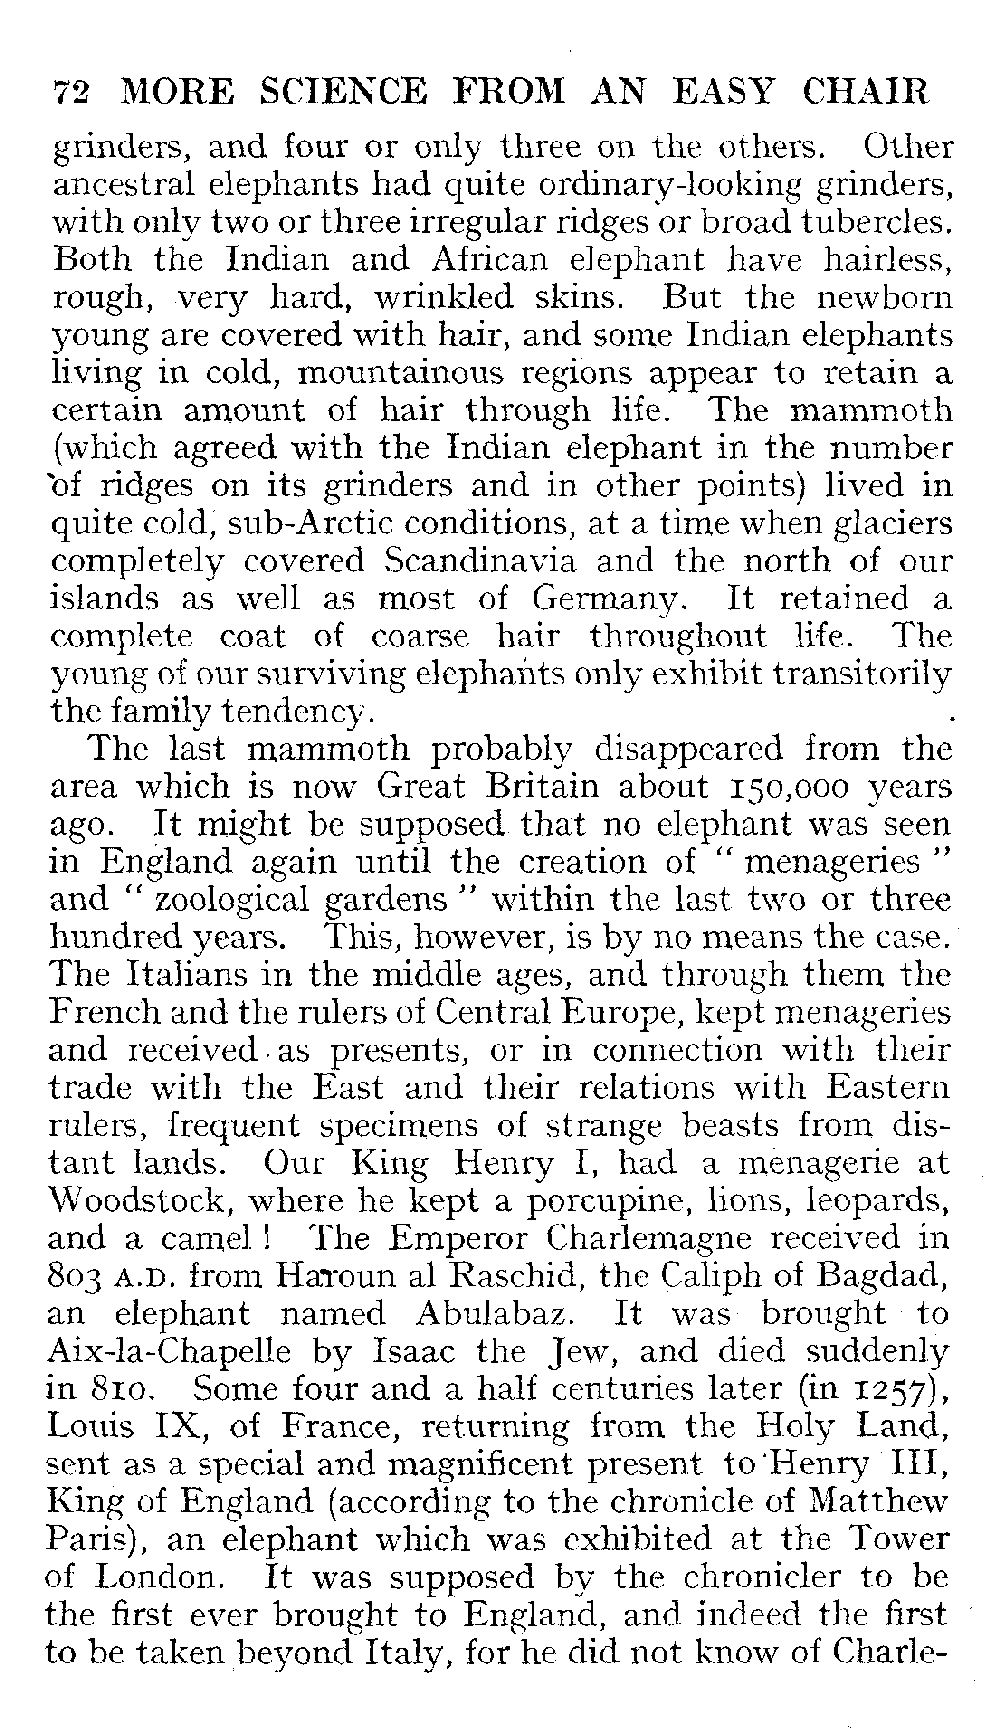 72 MORE SCIENCE FROM AN EASY CHAIR
grinders, and four or only three on the others. Other
ancestral elephants had quite ordinary-looking grinders,
with only two or three irregular ridges or broad tubercles.
Both the Indian and African elephant have hairless,
rough, very hard, wrinkled skins. But the newborn
young are covered with hair, and some Indian elephants
living in cold, mountainous regions appear to retain a
certain amount of hair through life. The mammoth
(which agreed with the Indian elephant in the number
of ridges on its grinders and in other points) lived in
quite cold, sub-Arctic conditions, at a time when glaciers
completely covered Scandinavia and the north of our
islands as well as most of Germany. It retained a
complete coat of coarse hair throughout life. The
young of our surviving elephants only exhibit transitorily
the family tendency.
The last mammoth probably disappeared from the
area which is now Great Britain about 150,000 years
ago. It might be supposed that no elephant was seen
in England again until the creation of " menageries "
and " zoological gardens " within the last two or three
hundred years. This, however, is by no means the case.
The Italians in the middle ages, and through them the
French and the rulers of Central Europe, kept menageries
and received as presents, or in connection with their
trade with the East and their relations with Eastern
rulers, frequent specimens of strange beasts from dis-
tant lands. Our King Henry I, had a menagerie at
Woodstock, where he kept a porcupine, lions, leopards,
and a camel ! The Emperor Charlemagne received in
803 A.D. from Haroun al Raschid, the Caliph of Bagdad,
an elephant named Abulabaz. It was brought to
Aix-la-Chapelle by Isaac the Jew, and died suddenly
in 810. Some four and a half centuries later (in 1257),
Louis IX, of France, returning from the Holy Land,
sent as a special and magnificent present to Henry III,
King of England (according to the chronicle of Matthew
Paris), an elephant which was exhibited at the Tower
of London. It was supposed by the chronicler to be
the first ever brought to England, and indeed the first
to be taken beyond Italy, for he did not know of Charle-